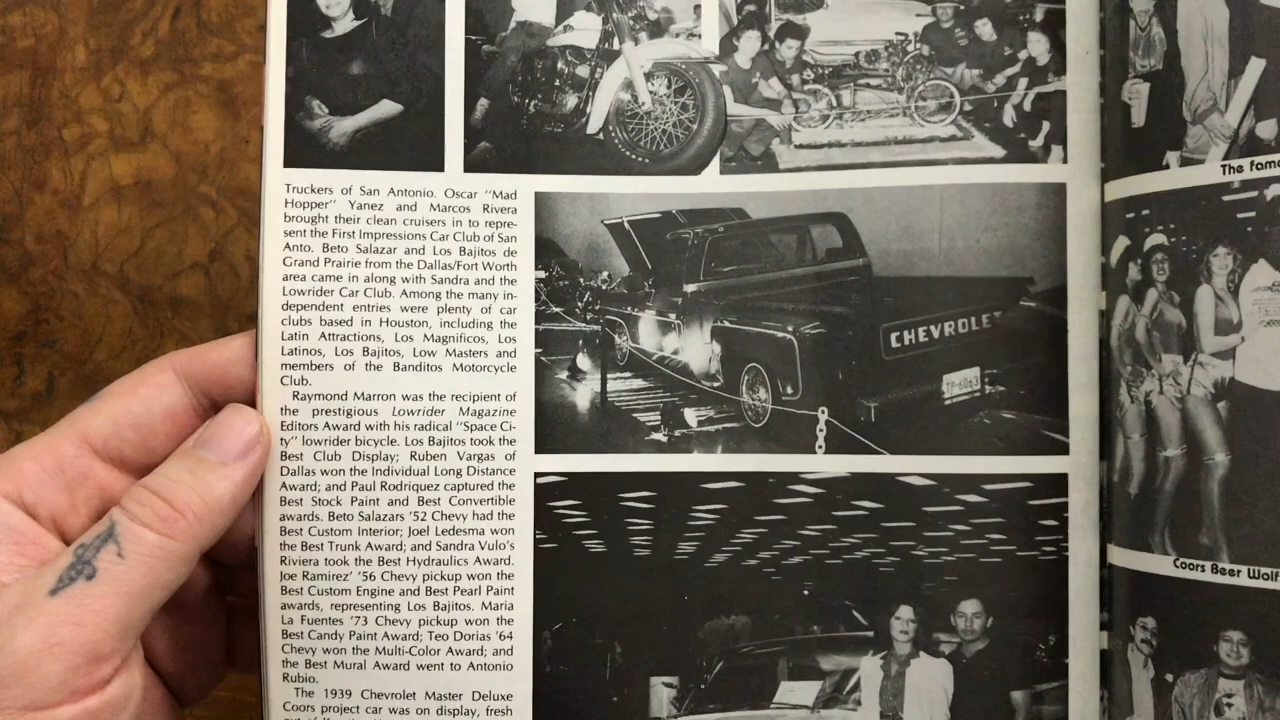 Truckers of San Antonio. Oscar "Mad
Hopper" Yanez and Marcos Rivera
brought their clean cruisers in to repre-
sent the First Impressions Car Club of San
Anto. Beto Salazar and Los Bajitos de
Grand Prairie from the Dallas/Fort Worth
area came in along with Sandra and the
Lowrider Car Club. Among the many in-
dependent entries were plenty of car
clubs based in Houston, including the
Latin Attractions, Los Magnificos, Los
Latinos, Los Bajitos, Low Masters and
members of the Banditos Motorcycle
Club.
Raymond Marron was the recipient of
the prestigious Lowrider Magazine
Editors Award with his radical "Space Ci-
ty" lowrider bicycle. Los Bajitos took the
Best Club Display; Ruben Vargas of
Dallas won the Individual Long Distance
Award; and Paul Rodriquez captured the
Best Stock Paint and Best Convertible
awards. Beto Salazars '52 Chevy had the
Best Custom Interior; Joel Ledesma won
the Best Trunk Award; and Sandra Vulo's
Riviera took the Best Hydraulics Award.
Joe Ramirez' '56 Chevy pickup won the
Best Custom Engine and Best Pearl Paint
awards, representing Los Bajitos. Maria
La Fuentes '73 Chevy pickup won the
Best Candy Paint Award; Teo Dorias '64
Chevy won the Multi-Color Award; and
the Best Mural Award went to Antonio
Rubio.
The 1939 Chevrolet Master Deluxe
Coors project car was on display, fresh
CHEVROLET
TP-6063
The famo
Coors Beer Wolf